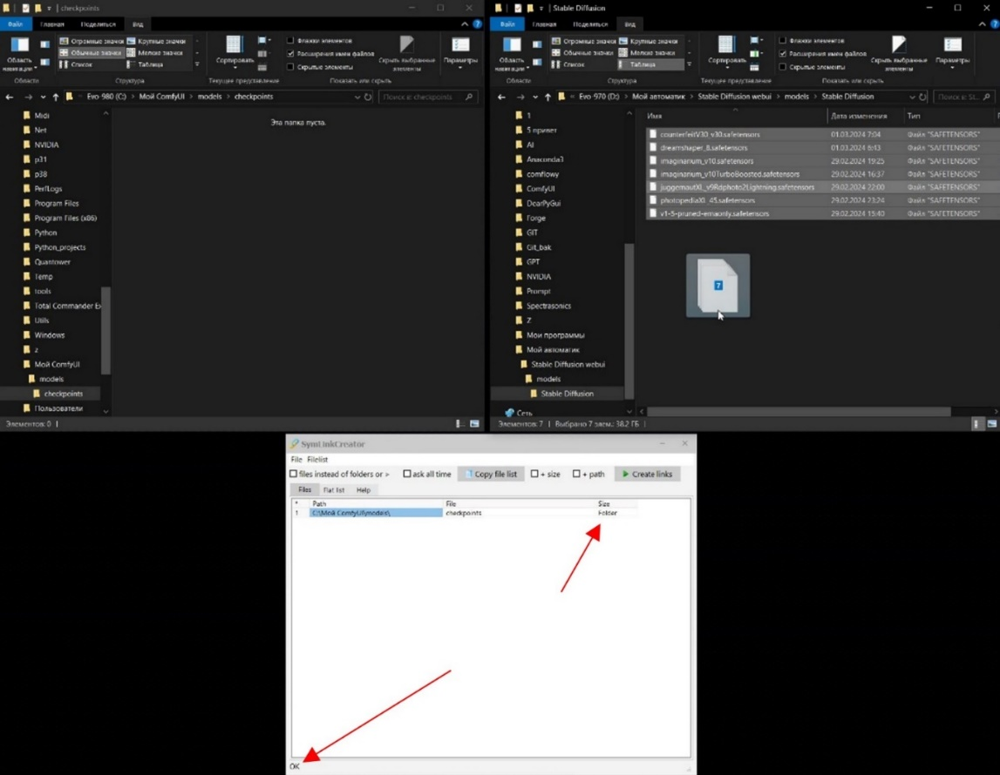 checkpoints
Файл Главная Поделиться Вид
Область навигации
Огромные значки Крупные значки
Обычные значки Мелкие значки
Список Таблица
Сортировать
Флажки элементов
Расширения имен файлов
Скрытые элементы
Скрыть выбранные элементы
Параметры
Области Структура Текущее представление Показать или скрыть
Evo 980 (C:) > Мой ComfyUI > models > checkpoints
Поиск в: checkpoints
Midi
Net
NVIDIA
p31
p38
PerfLogs
Program Files
Program Files (x86)
Python
Python_projects
Quantower
Temp
tools
Total Commander Ex
Utils
Windows
z
Мой ComfyUI
models
checkpoints
Пользователи
Эта папка пуста.
Элементов: 0
Stable Diffusion
Файл Главная Поделиться Вид
Область навигации
Огромные значки Крупные значки
Обычные значки Мелкие значки
Список Таблица
Сортировать
Флажки элементов
Расширения имен файлов
Скрытые элементы
Скрыть выбранные элементы
Параметры
Области Структура Текущее представление Показать или скрыть
Evo 970 (D:) > Мой автоматик > Stable Diffusion webui > models > Stable Diffusion
Поиск в: St...
1
5 привет
AI
Anaconda3
comflowy
ComfyUI
DearPyGui
Forge
GIT
Git_bak
GPT
NVIDIA
Prompt
Spectrasonics
Z
Мои программы
Мой автоматик
Stable Diffusion webui
models
Stable Diffusion
Сеть
Имя Дата изменения Тип
counterfeitV30_v30.safetensors 01.03.2024 7:04 Файл "SAFETENSORS"
dreamshaper_8.safetensors 01.03.2024 6:43 Файл "SAFETENSORS"
imaginarium_v10.safetensors 29.02.2024 19:25 Файл "SAFETENSORS"
imaginarium_v10TurboBoosted.safetensors 29.02.2024 16:37 Файл "SAFETENSORS"
juggernautXL_v9Rdphoto2Lightning.safetensors 29.02.2024 22:00 Файл "SAFETENSORS"
photopediaXL_45.safetensors 29.02.2024 23:24 Файл "SAFETENSORS"
v1-5-pruned-emaonly.safetensors 29.02.2024 15:40 Файл "SAFETENSORS"
7
Элементов: 7 Выбрано 7 элем.: 38,2 ГБ
SymLinkCreator
File Filelist
files instead of folders or > ask all time Copy file list + size + path Create links
Files Flat list Help
* Path File Size
1 C:\Мой ComfyUI\models\ checkpoints Folder
OK